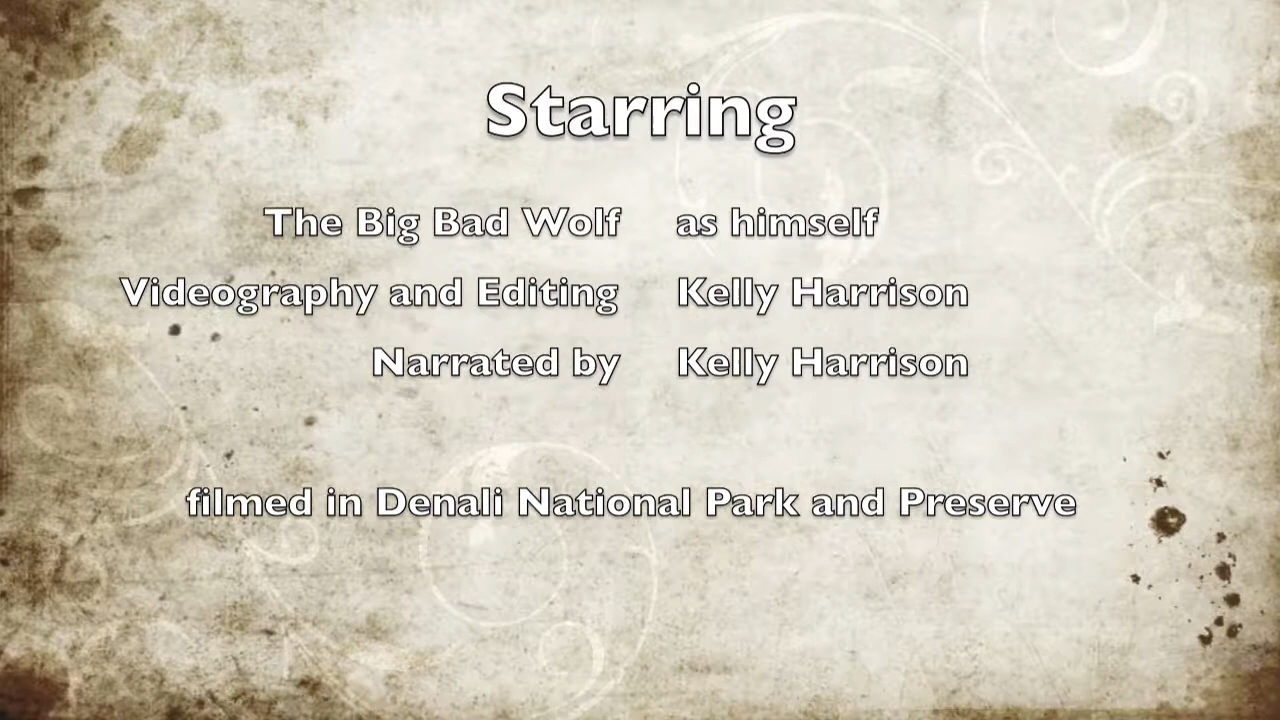 Starring
The Big Bad Wolf as himself
Videography and Editing Kelly Harrison
Narrated by Kelly Harrison
filmed in Denali National Park and Preserve